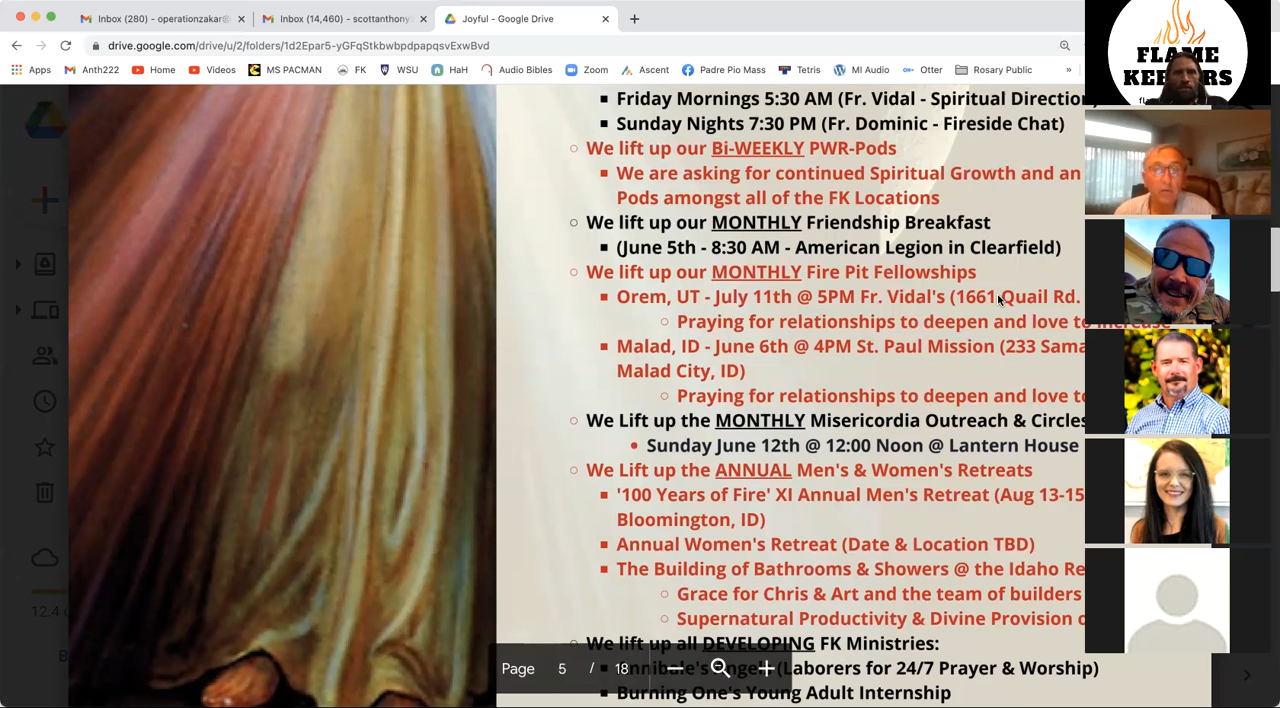 Inbox (280) - operationzakar@
Inbox (14,460) - scottanthony
Joyful - Google Drive
drive.google.com/drive/u/2/folders/1d2Epar5-yGFqStkbwbpdpapqsvExwBvd
Apps
Anth222
Home
Videos
MS PACMAN
FK
WSU
Audio Bibles
Zoom
Ascent
Padre Pio Mass
Tetris
MI Audio
Otter
Rosary Public
»
FLAME
KEEPERS
Friday Mornings 5:30 AM (Fr. Vidal - Spiritual Direction)
Sunday Nights 7:30 PM (Fr. Dominic - Fireside Chat)
We lift up our Bi-WEEKLY PWR-Pods
We are asking for continued Spiritual Growth and an
Pods amongst all of the FK Locations
We lift up our MONTHLY Friendship Breakfast
(June 5th - 8:30 AM - American Legion in Clearfield)
We lift up our MONTHLY Fire Pit Fellowships
Orem, UT - July 11th @ 5PM Fr. Vidal's (1661 Quail Rd.
Praying for relationships to deepen and love to increase
Malad, ID - June 6th @ 4PM St. Paul Mission (233 Sama
Malad City, ID)
Praying for relationships to deepen and love to
We Lift up the MONTHLY Misericordia Outreach & Circles
Sunday June 12th @ 12:00 Noon @ Lantern House
We Lift up the ANNUAL Men's & Women's Retreats
'100 Years of Fire' XI Annual Men's Retreat (Aug 13-15
Bloomington, ID)
Annual Women's Retreat (Date & Location TBD)
The Building of Bathrooms & Showers @ the Idaho Re
Grace for Chris & Art and the team of builders
Supernatural Productivity & Divine Provision
We lift up all DEVELOPING FK Ministries:
Annibale's Angels (Laborers for 24/7 Prayer & Worship)
Burning One's Young Adult Internship
Page 5 / 18
12.4